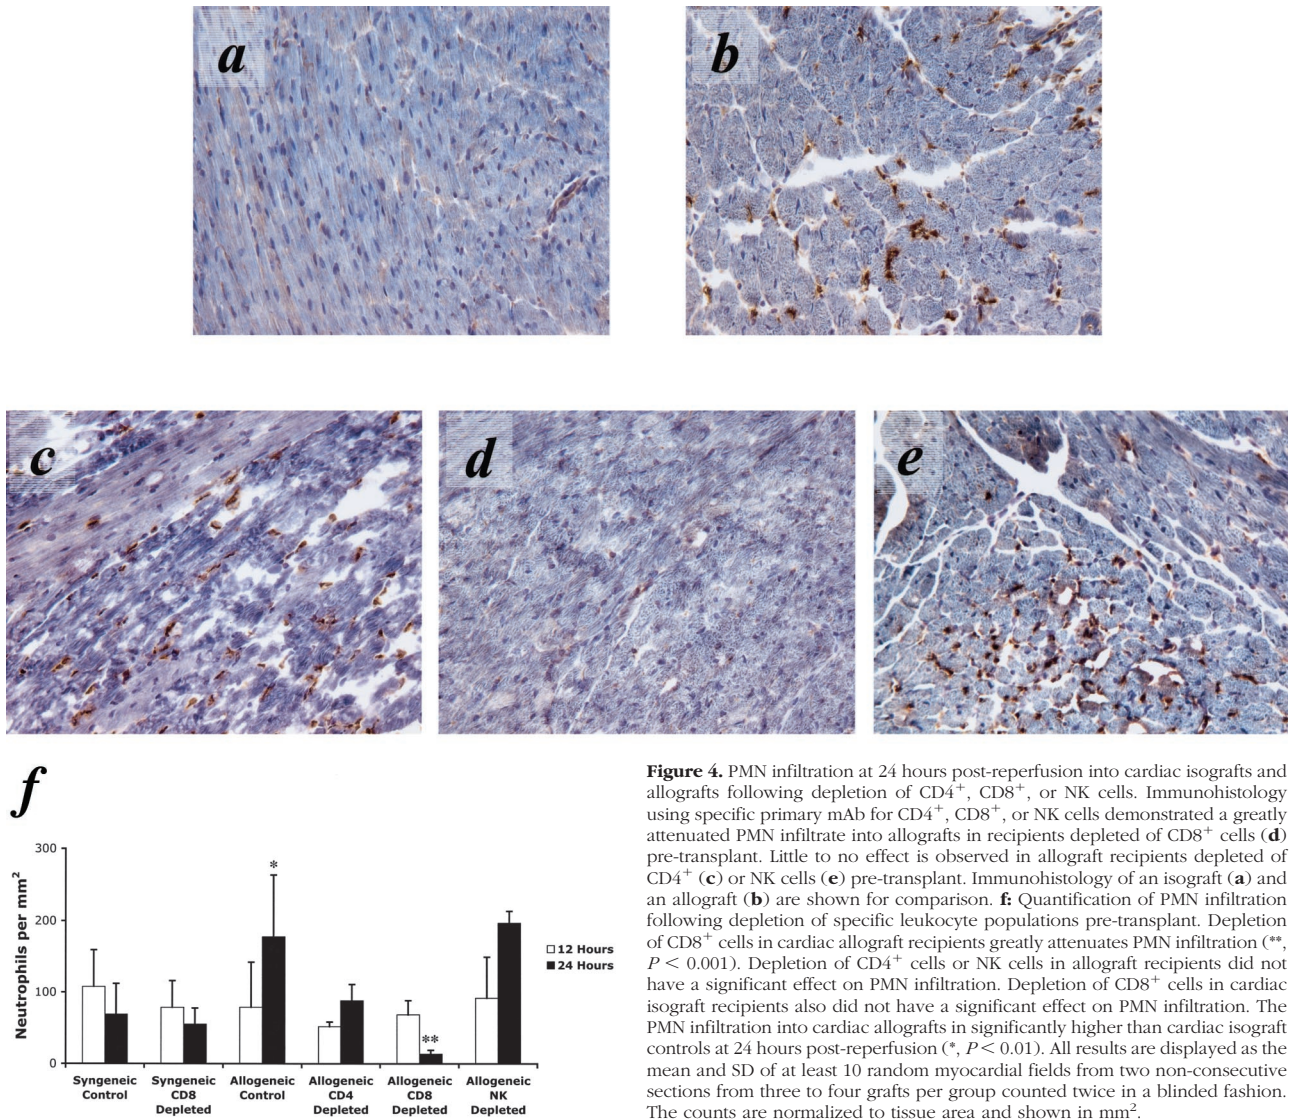 a
b
c
d
e
f
300
200
100
0
Neutrophils per mm²
*
**
12 Hours
24 Hours
Syngeneic Control
Syngeneic CD8 Depleted
Allogeneic Control
Allogeneic CD4 Depleted
Allogeneic CD8 Depleted
Allogeneic NK Depleted
Figure 4. PMN infiltration at 24 hours post-reperfusion into cardiac isografts and
allografts following depletion of CD4⁺, CD8⁺, or NK cells. Immunohistology
using specific primary mAb for CD4⁺, CD8⁺, or NK cells demonstrated a greatly
attenuated PMN infiltrate into allografts in recipients depleted of CD8⁺ cells (d)
pre-transplant. Little to no effect is observed in allograft recipients depleted of
CD4⁺ (c) or NK cells (e) pre-transplant. Immunohistology of an isograft (a) and
an allograft (b) are shown for comparison. f: Quantification of PMN infiltration
following depletion of specific leukocyte populations pre-transplant. Depletion
of CD8⁺ cells in cardiac allograft recipients greatly attenuates PMN infiltration (**,
P < 0.001). Depletion of CD4⁺ cells or NK cells in allograft recipients did not
have a significant effect on PMN infiltration. Depletion of CD8⁺ cells in cardiac
isograft recipients also did not have a significant effect on PMN infiltration. The
PMN infiltration into cardiac allografts in significantly higher than cardiac isograft
controls at 24 hours post-reperfusion (*, P < 0.01). All results are displayed as the
mean and SD of at least 10 random myocardial fields from two non-consecutive
sections from three to four grafts per group counted twice in a blinded fashion.
The counts are normalized to tissue area and shown in mm².